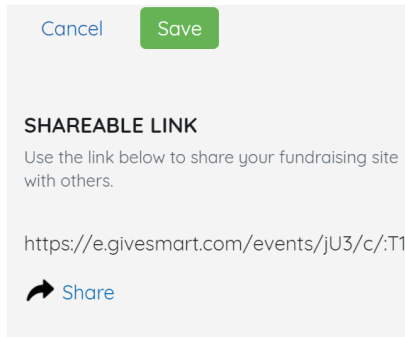 Cancel Save
SHAREABLE LINK
Use the link below to share your fundraising site
with others.
https://e.givesmart.com/events/jU3/c/:T1
Share